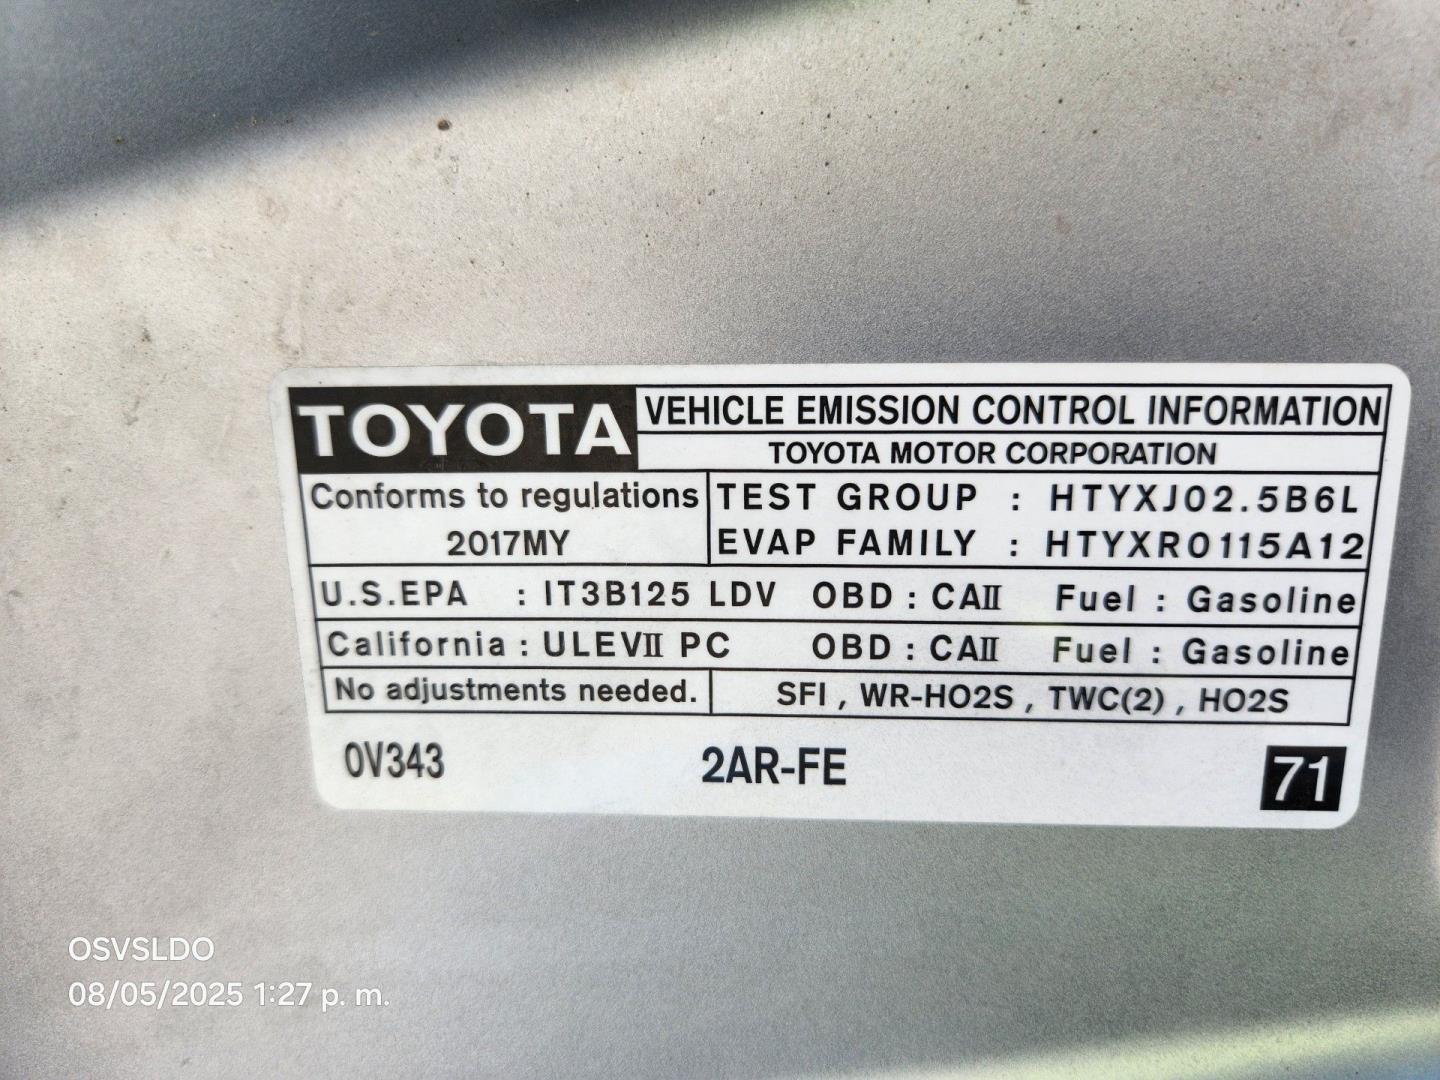 TOYOTA VEHICLE EMISSION CONTROL INFORMATION
TOYOTA MOTOR CORPORATION
Conforms to regulations TEST GROUP : HTYXJ02.5B6L
2017MY EVAP FAMILY : HTYXR0115A12
U.S.EPA : IT3B125 LDV OBD : CAⅡ Fuel : Gasoline
California : ULEVⅡ PC OBD : CAⅡ Fuel : Gasoline
No adjustments needed. SFI , WR-HO2S , TWC(2) , HO2S
0V343 2AR-FE 71
OSVSLDO
08/05/2025 1:27 p. m.